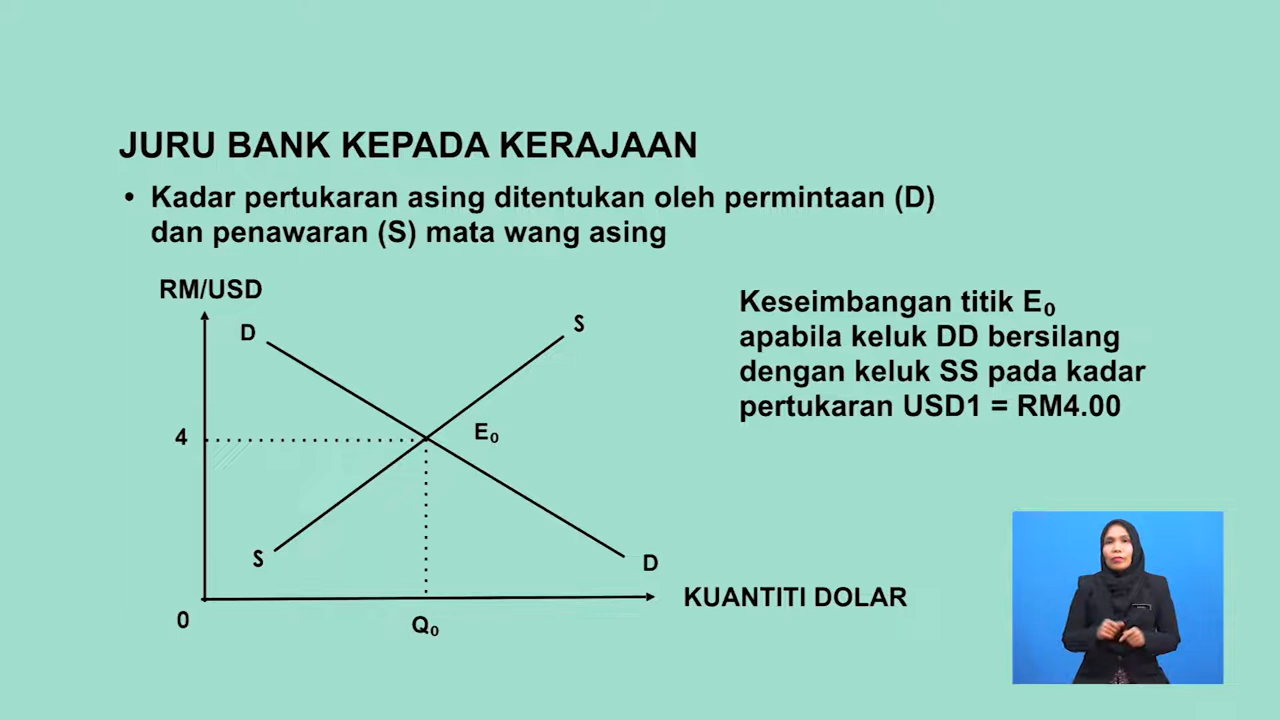 JURU BANK KEPADA KERAJAAN
• Kadar pertukaran asing ditentukan oleh permintaan (D)
dan penawaran (S) mata wang asing
RM/USD
D
S
4
E₀
S
D
0
Q₀
KUANTITI DOLAR
Keseimbangan titik E₀
apabila keluk DD bersilang
dengan keluk SS pada kadar
pertukaran USD1 = RM4.00